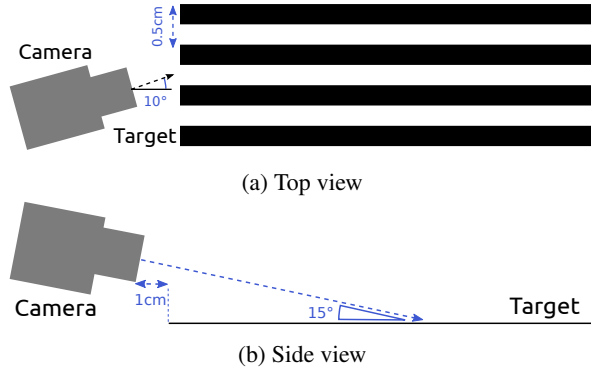 0.5cm
Camera
10°
Target
(a) Top view
Camera
1cm
15°
Target
(b) Side view